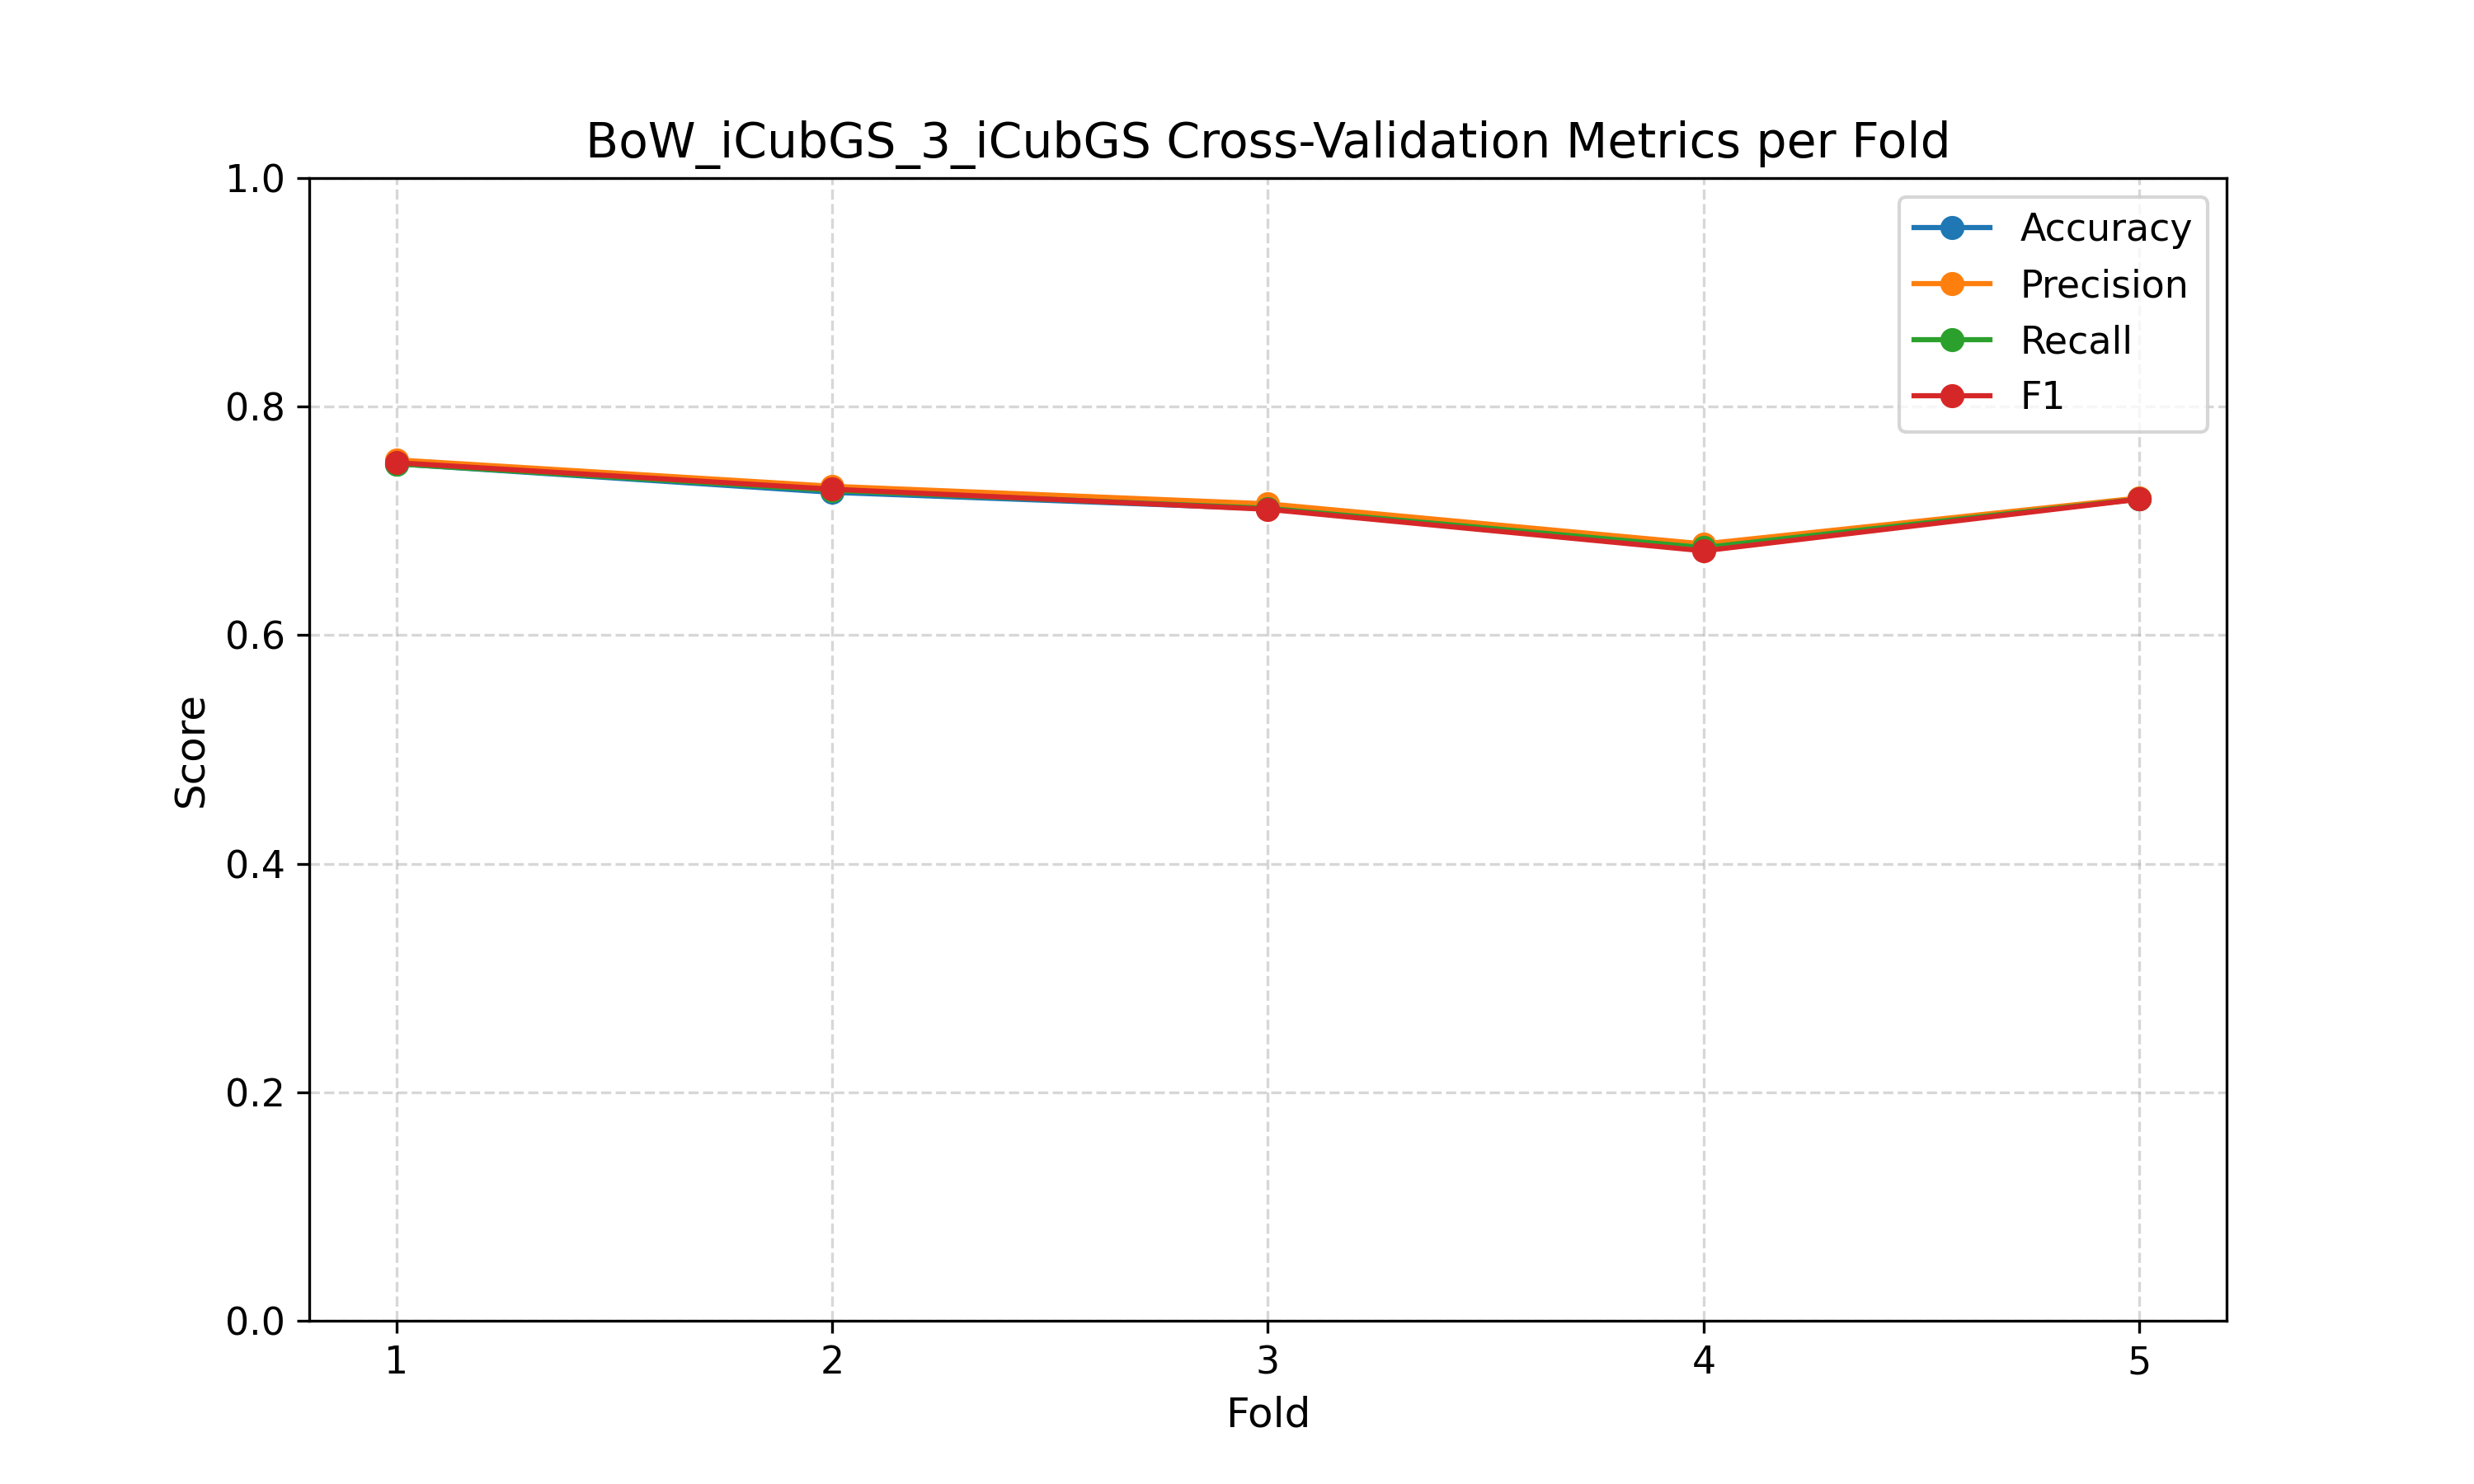 BoW_iCubGS_3_iCubGS Cross-Validation Metrics per Fold
1.0
0.8
0.6
0.4
0.2
0.0
Score
Accuracy
Precision
Recall
F1
1 2 3 4 5
Fold